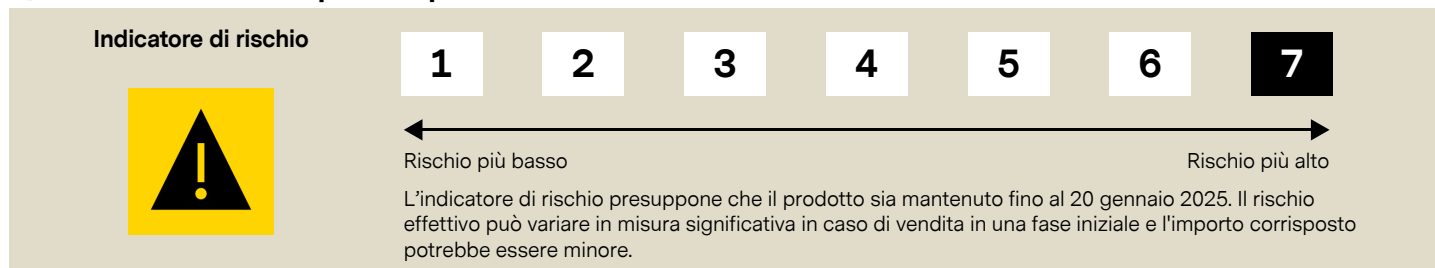 Indicatore di rischio
1 2 3 4 5 6 7
Rischio più basso Rischio più alto
L'indicatore di rischio presuppone che il prodotto sia mantenuto fino al 20 gennaio 2025. Il rischio
effettivo può variare in misura significativa in caso di vendita in una fase iniziale e l'importo corrisposto
potrebbe essere minore.